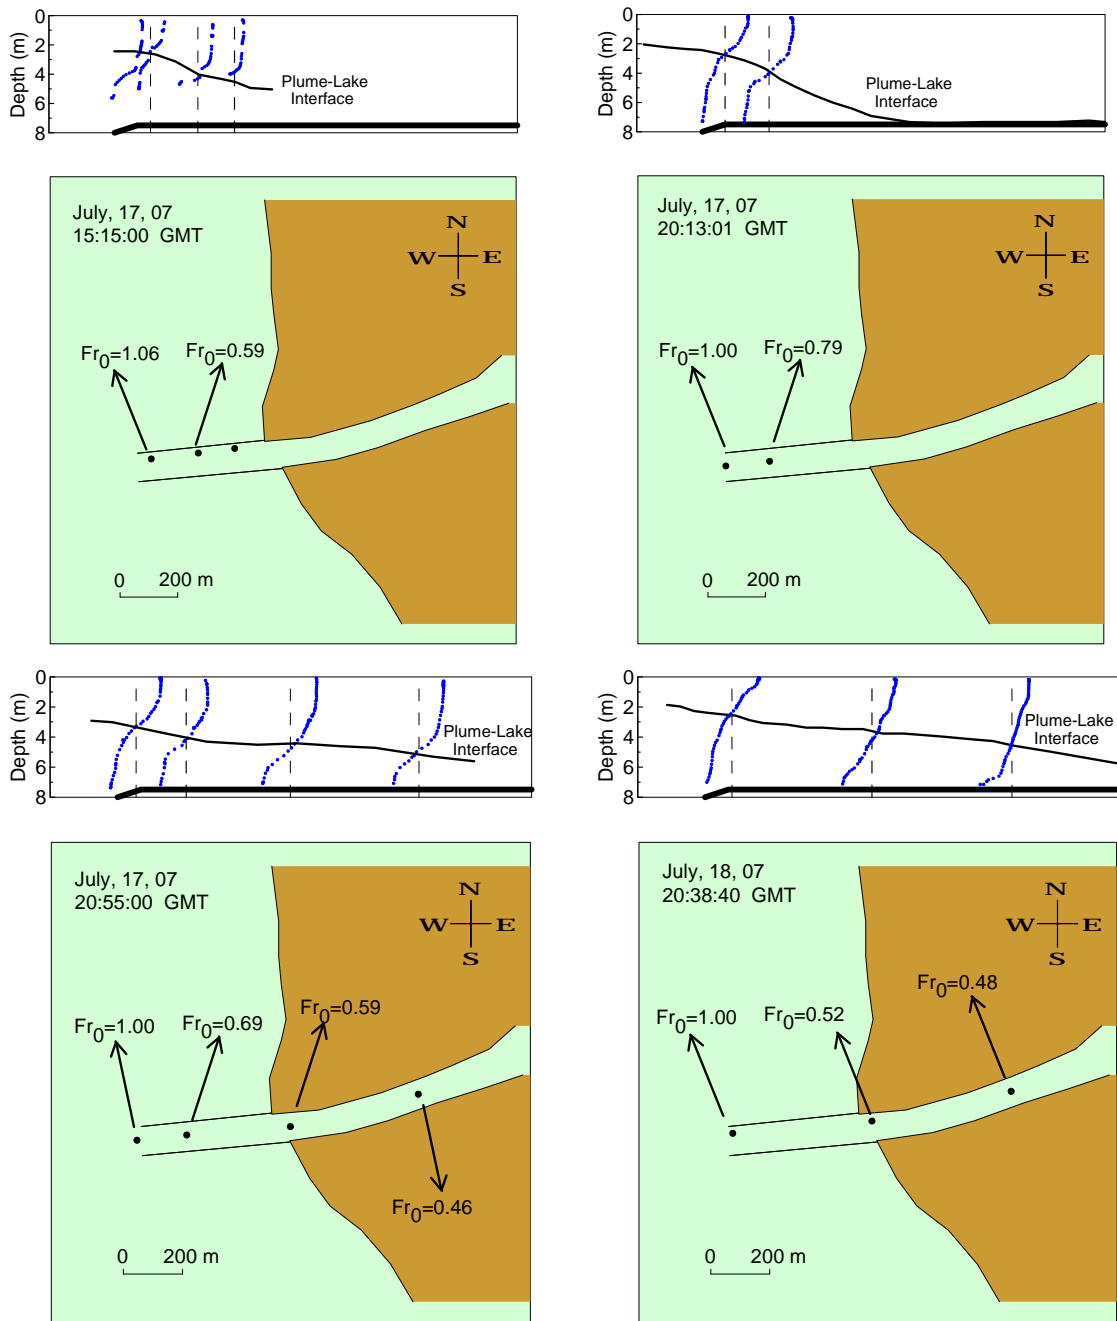 0
2
4
6
8
Depth (m)
Plume-Lake
Interface
July, 17, 07
15:15:00 GMT
N
W E
S
Fr0=1.06
Fr0=0.59
0 200 m
0
2
4
6
8
Depth (m)
Plume-Lake
Interface
July, 17, 07
20:13:01 GMT
N
W E
S
Fr0=1.00
Fr0=0.79
0 200 m
0
2
4
6
8
Depth (m)
Plume-Lake
Interface
July, 17, 07
20:55:00 GMT
N
W E
S
Fr0=1.00
Fr0=0.69
Fr0=0.59
Fr0=0.46
0 200 m
0
2
4
6
8
Depth (m)
Plume-Lake
Interface
July, 18, 07
20:38:40 GMT
N
W E
S
Fr0=1.00
Fr0=0.52
Fr0=0.48
0 200 m